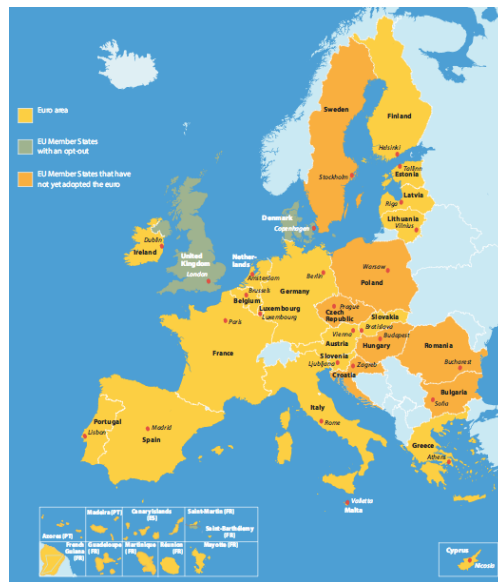 Euro area
EU Member States
with an opt-out
EU Member States that have
not yet adopted the euro
Sweden
Finland
Helsinki
Tallinn
Estonia
Stockholm
Latvia
Riga
Lithuania
Vilnius
Denmark
Copenhagen
Dublin
Ireland
United
Kingdom
London
Nether-
lands
Amsterdam
Berlin
Warsaw
Poland
Brussels
Belgium
Germany
Luxembourg
Luxembourg
Prague
Czech
Republic
Slovakia
Paris
Vienna
Bratislava
Budapest
Austria
Hungary
France
Slovenia
Ljubljana
Zagreb
Croatia
Romania
Bucharest
Bulgaria
Sofia
Italy
Rome
Portugal
Lisbon
Madrid
Spain
Greece
Athens
Valletta
Malta
Azores (PT)
Madeira (PT)
Canary Islands
(ES)
Saint-Martin (FR)
Saint-Barthélemy
(FR)
French
Guiana
(FR)
Guadeloupe
(FR)
Martinique
(FR)
Réunion
(FR)
Mayotte (FR)
Cyprus
Nicosia